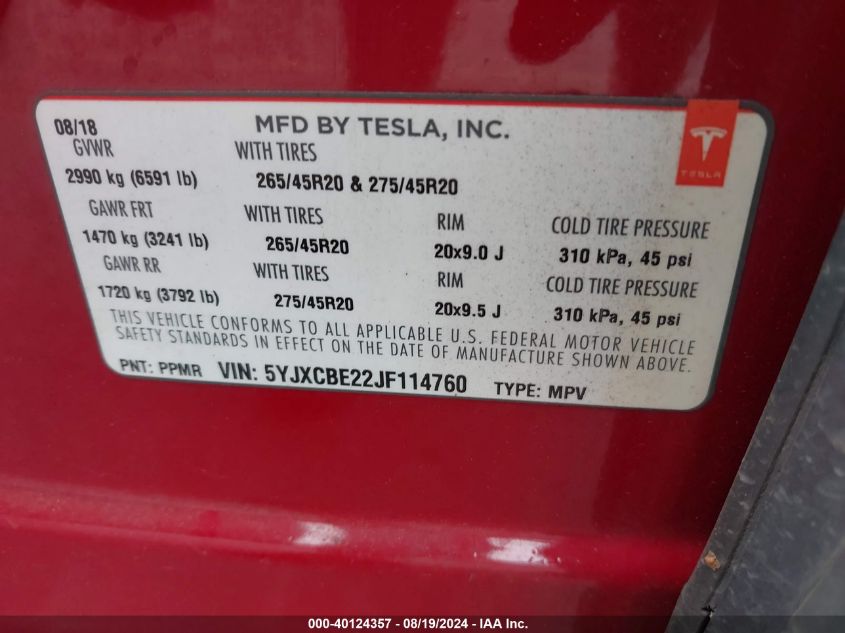 08/18 MFD BY TESLA, INC.
GVWR WITH TIRES
2990 kg (6591 lb) 265/45R20 & 275/45R20
TESLA
GAWR FRT WITH TIRES RIM COLD TIRE PRESSURE
1470 kg (3241 lb) 265/45R20 20x9.0 J 310 kPa, 45 psi
GAWR RR WITH TIRES RIM COLD TIRE PRESSURE
1720 kg (3792 lb) 275/45R20 20x9.5 J 310 kPa, 45 psi
THIS VEHICLE CONFORMS TO ALL APPLICABLE U.S. FEDERAL MOTOR VEHICLE
SAFETY STANDARDS IN EFFECT ON THE DATE OF MANUFACTURE SHOWN ABOVE.
PNT: PPMR VIN: 5YJXCBE22JF114760 TYPE: MPV
000-40124357 - 08/19/2024 - IAA Inc.